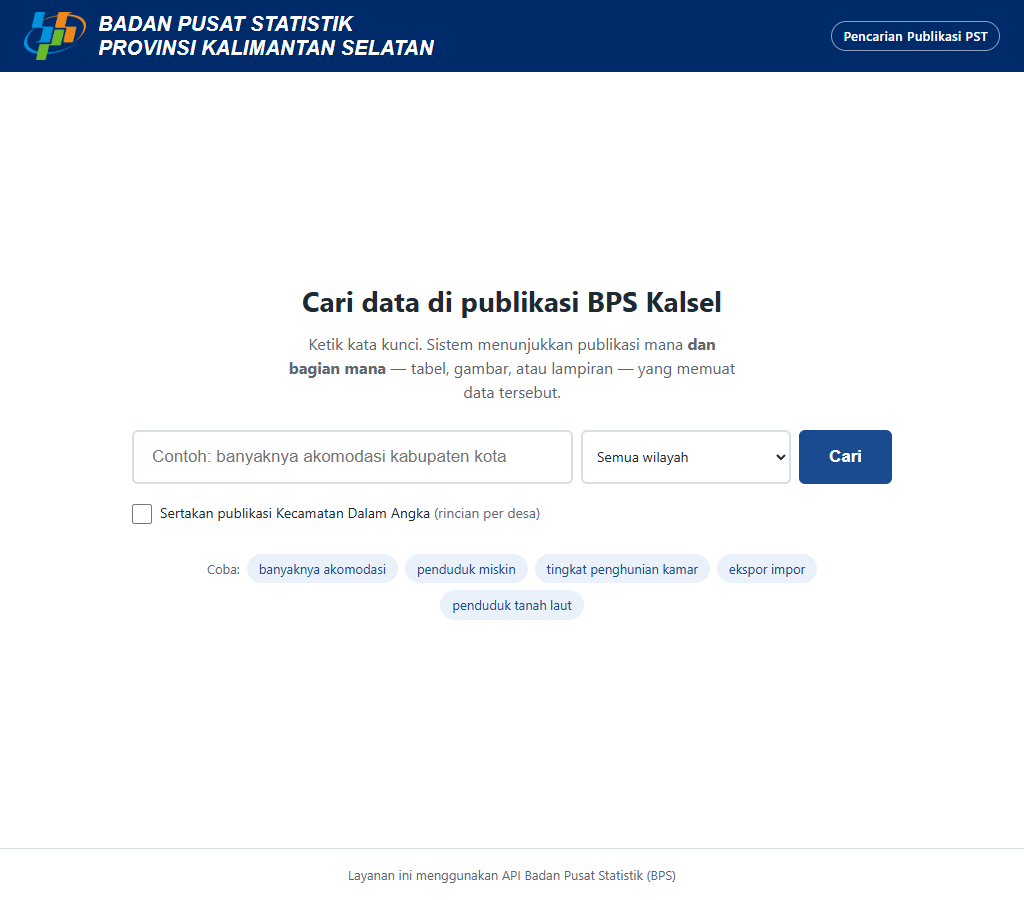 BADAN PUSAT STATISTIK
PROVINSI KALIMANTAN SELATAN
Pencarian Publikasi PST
Cari data di publikasi BPS Kalsel
Ketik kata kunci. Sistem menunjukkan publikasi mana dan
bagian mana — tabel, gambar, atau lampiran — yang memuat
data tersebut.
Contoh: banyaknya akomodasi kabupaten kota
Semua wilayah
Cari
Sertakan publikasi Kecamatan Dalam Angka (rincian per desa)
Coba: banyaknya akomodasi penduduk miskin tingkat penghunian kamar ekspor impor
penduduk tanah laut
Layanan ini menggunakan API Badan Pusat Statistik (BPS)